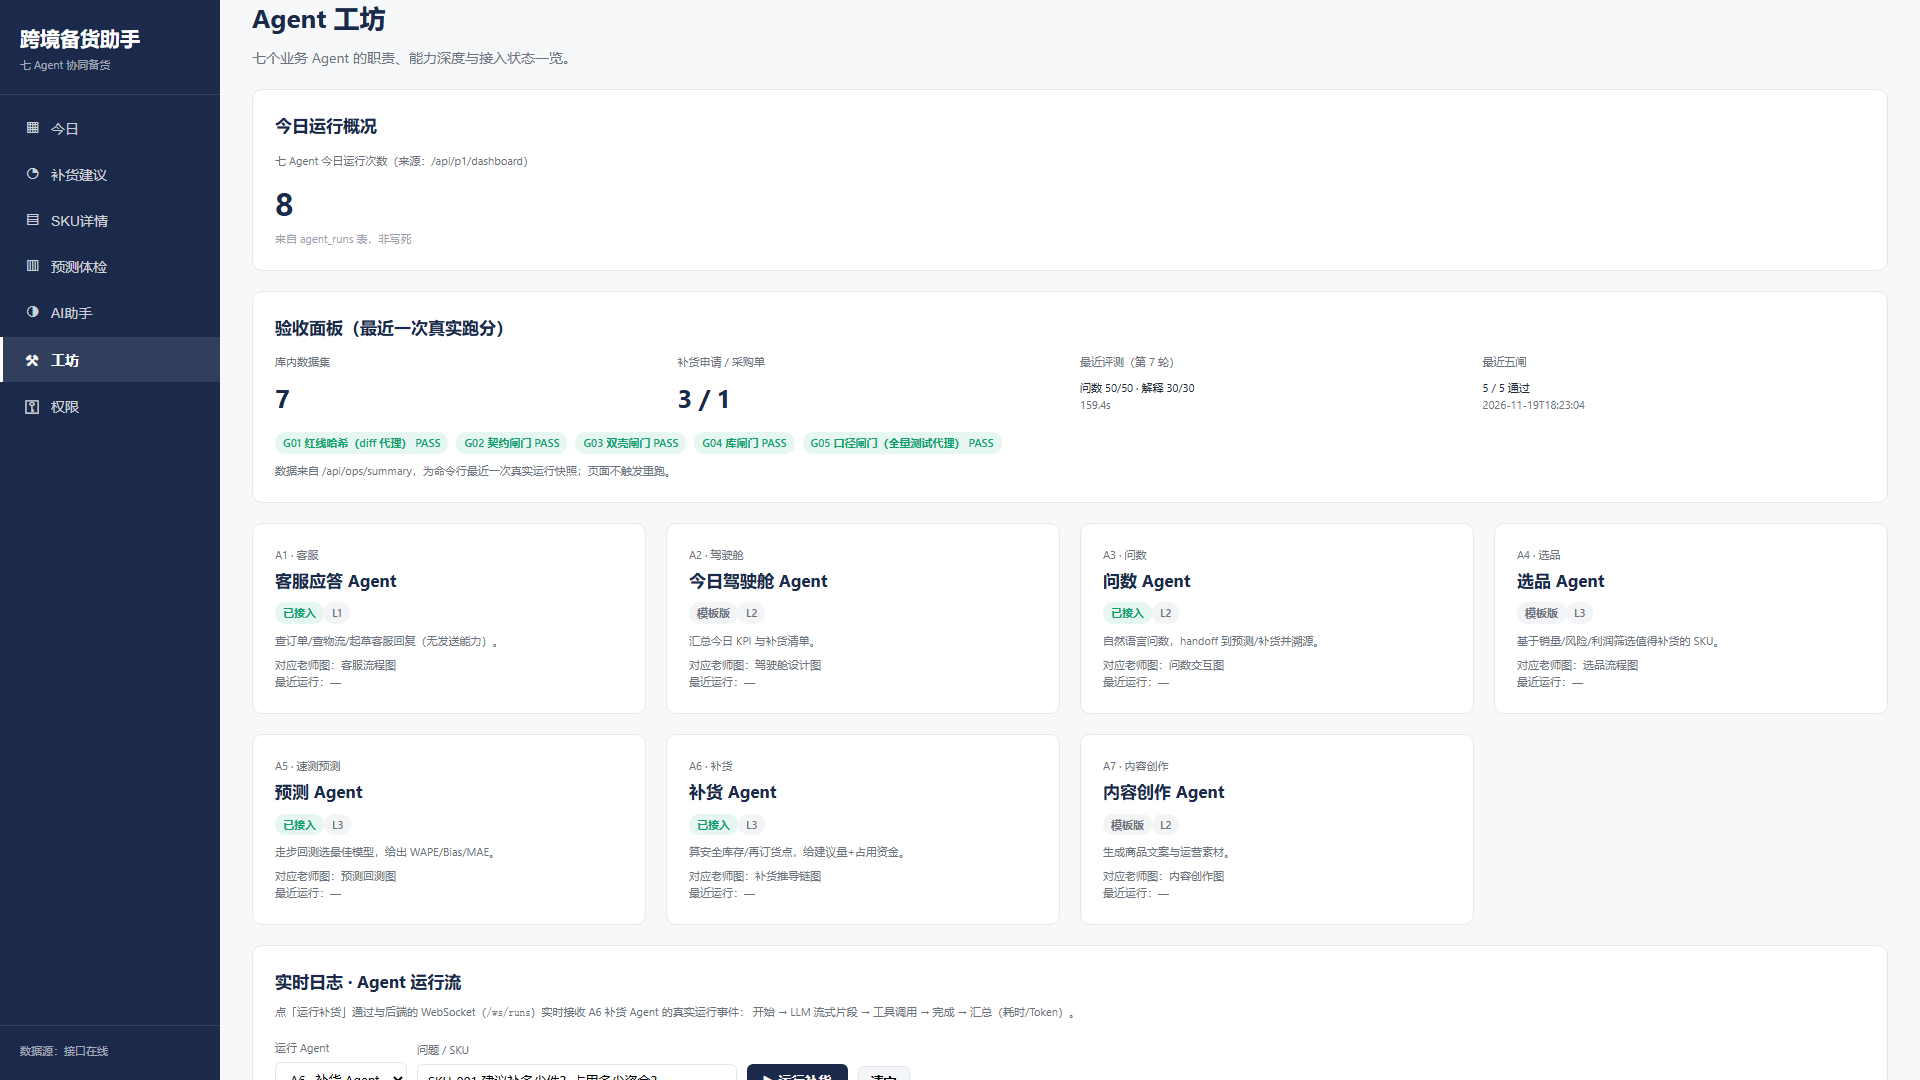 跨境备货助手
七 Agent 协同备货
今日
补货建议
SKU详情
预测体检
AI助手
工坊
权限
数据源：接口在线
Agent 工坊
七个业务 Agent 的职责、能力深度与接入状态一览。
今日运行概况
七 Agent 今日运行次数（来源：/api/p1/dashboard）
8
来自 agent_runs 表，非写死
验收面板（最近一次真实跑分）
库内数据集
7
补货申请 / 采购单
3 / 1
最近评测（第 7 轮）
问数 50/50 · 解释 30/30
159.4s
最近五闸
5 / 5 通过
2026-11-19T18:23:04
G01 红线哈希（diff 代理） PASS
G02 契约闸门 PASS
G03 双壳闸门 PASS
G04 库闸门 PASS
G05 口径闸门（全量测试代理） PASS
数据来自 /api/ops/summary，为命令行最近一次真实运行快照；页面不触发重跑。
A1 · 客服
客服应答 Agent
已接入 L1
查订单/查物流/起草客服回复（无发送能力）。
对应老师图：客服流程图
最近运行：—
A2 · 驾驶舱
今日驾驶舱 Agent
模板版 L2
汇总今日 KPI 与补货清单。
对应老师图：驾驶舱设计图
最近运行：—
A3 · 问数
问数 Agent
已接入 L2
自然语言问数，handoff 到预测/补货并溯源。
对应老师图：问数交互图
最近运行：—
A4 · 选品
选品 Agent
模板版 L3
基于销量/风险/利润筛选值得补货的 SKU。
对应老师图：选品流程图
最近运行：—
A5 · 速测预测
预测 Agent
已接入 L3
走步回测选最佳模型，给出 WAPE/Bias/MAE。
对应老师图：预测回测图
最近运行：—
A6 · 补货
补货 Agent
已接入 L3
算安全库存/再订货点，给建议量+占用资金。
对应老师图：补货推导链图
最近运行：—
A7 · 内容创作
内容创作 Agent
模板版 L2
生成商品文案与运营素材。
对应老师图：内容创作图
最近运行：—
实时日志 · Agent 运行流
点「运行补货」通过与后端的 WebSocket（/ws/runs）实时接收 A6 补货 Agent 的真实运行事件： 开始 → LLM 流式片段 → 工具调用 → 完成 → 汇总（耗时/Token）。
运行 Agent
问题 / SKU
A6 · 补货 Agent
SKU-001 建议补多少件？占用多少资金？
▶ 运行补货
清空